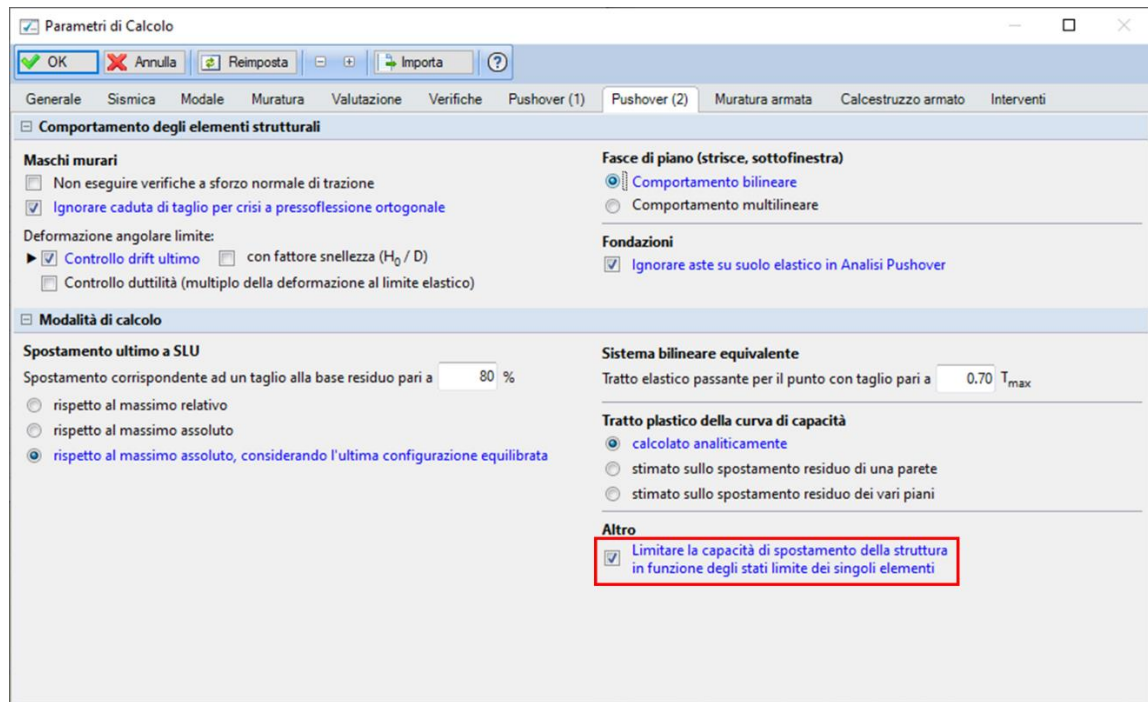 Parametri di Calcolo
OK Annulla Reimposta Importa
Generale Sismica Modale Muratura Valutazione Verifiche Pushover (1) Pushover (2) Muratura armata Calcestruzzo armato Interventi
Comportamento degli elementi strutturali
Maschi murari
Non eseguire verifiche a sforzo normale di trazione
Ignorare caduta di taglio per crisi a pressoflessione ortogonale
Deformazione angolare limite:
Controllo drift ultimo con fattore snellezza (H0 / D)
Controllo duttilità (multiplo della deformazione al limite elastico)
Fasce di piano (strisce, sottofinestra)
Comportamento bilineare
Comportamento multilineare
Fondazioni
Ignorare aste su suolo elastico in Analisi Pushover
Modalità di calcolo
Spostamento ultimo a SLU
Spostamento corrispondente ad un taglio alla base residuo pari a 80 %
rispetto al massimo relativo
rispetto al massimo assoluto
rispetto al massimo assoluto, considerando l'ultima configurazione equilibrata
Sistema bilineare equivalente
Tratto elastico passante per il punto con taglio pari a 0.70 Tmax
Tratto plastico della curva di capacità
calcolato analiticamente
stimato sullo spostamento residuo di una parete
stimato sullo spostamento residuo dei vari piani
Altro
Limitare la capacità di spostamento della struttura
in funzione degli stati limite dei singoli elementi